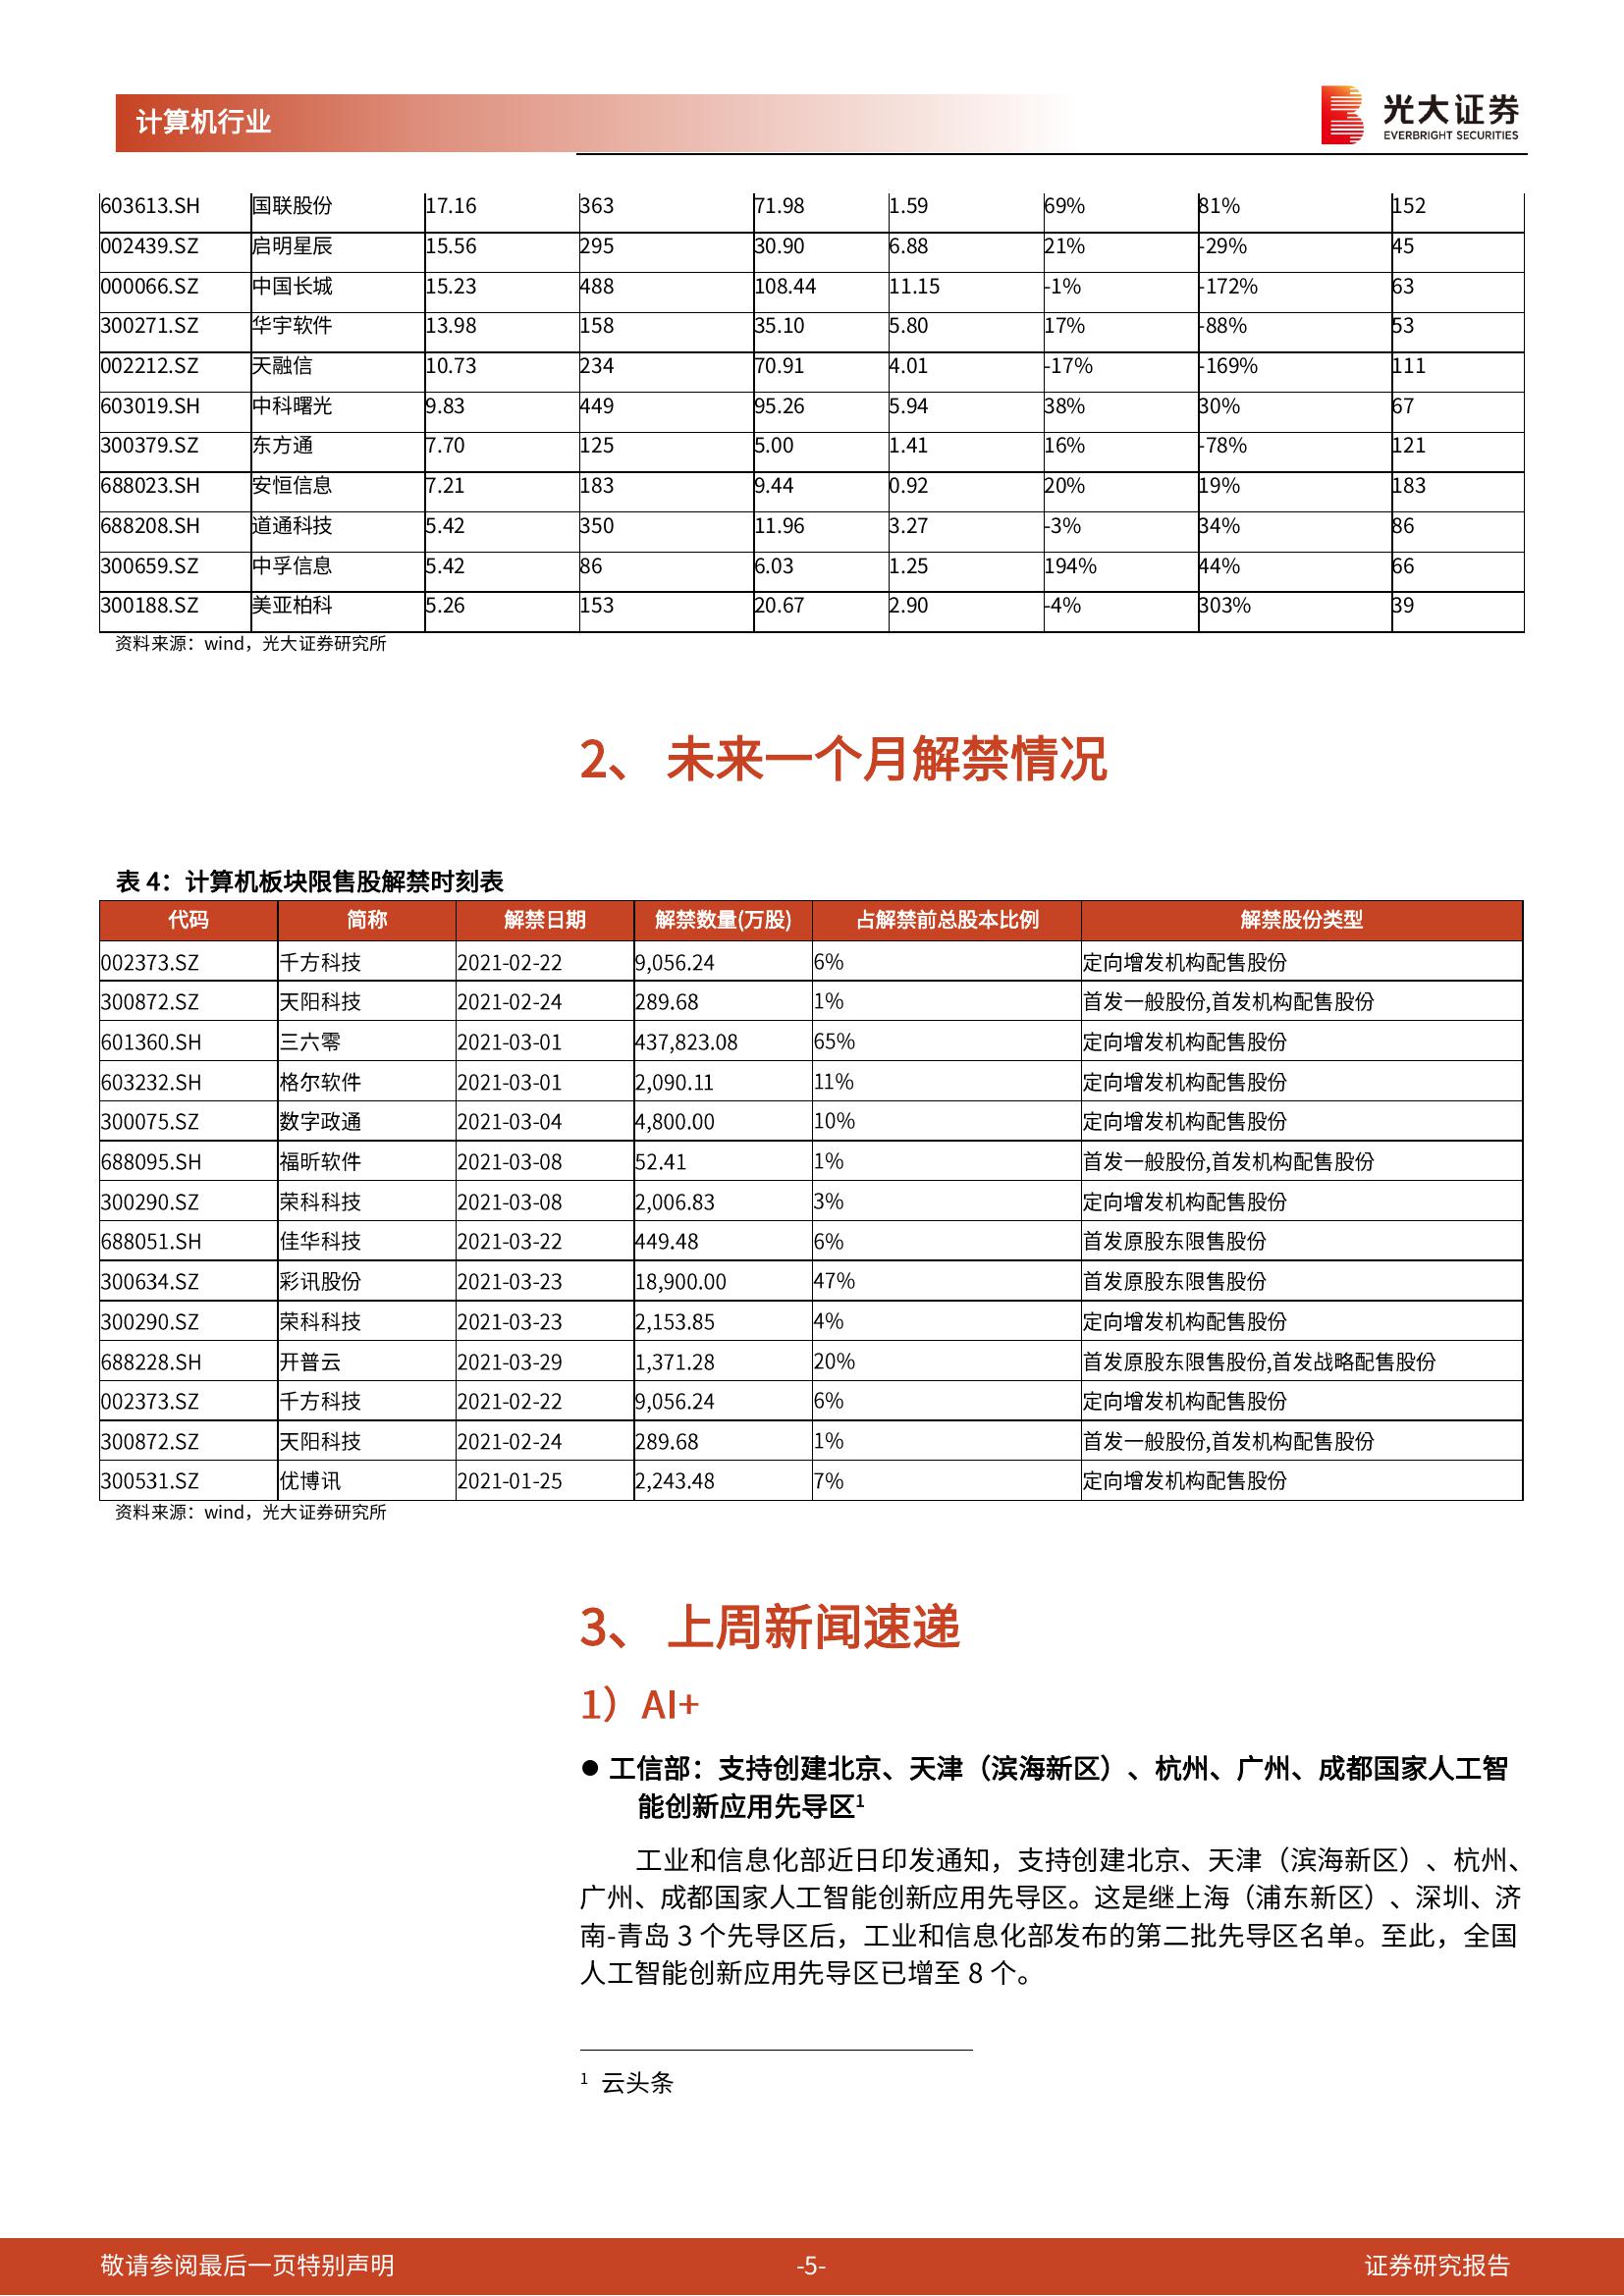 计算机行业
光大证券
EVERBRIGHT SECURITIES
603613.SH 国联股份 17.16 363 71.98 1.59 69% 81% 152
002439.SZ 启明星辰 15.56 295 30.90 6.88 21% -29% 45
000066.SZ 中国长城 15.23 488 108.44 11.15 -1% -172% 63
300271.SZ 华宇软件 13.98 158 35.10 5.80 17% -88% 53
002212.SZ 天融信 10.73 234 70.91 4.01 -17% -169% 111
603019.SH 中科曙光 9.83 449 95.26 5.94 38% 30% 67
300379.SZ 东方通 7.70 125 5.00 1.41 16% -78% 121
688023.SH 安恒信息 7.21 183 9.44 0.92 20% 19% 183
688208.SH 道通科技 5.42 350 11.96 3.27 -3% 34% 86
300659.SZ 中孚信息 5.42 86 6.03 1.25 194% 44% 66
300188.SZ 美亚柏科 5.26 153 20.67 2.90 -4% 303% 39
资料来源：wind，光大证券研究所
2、 未来一个月解禁情况
表 4：计算机板块限售股解禁时刻表
代码 简称 解禁日期 解禁数量(万股) 占解禁前总股本比例 解禁股份类型
002373.SZ 千方科技 2021-02-22 9,056.24 6% 定向增发机构配售股份
300872.SZ 天阳科技 2021-02-24 289.68 1% 首发一般股份,首发机构配售股份
601360.SH 三六零 2021-03-01 437,823.08 65% 定向增发机构配售股份
603232.SH 格尔软件 2021-03-01 2,090.11 11% 定向增发机构配售股份
300075.SZ 数字政通 2021-03-04 4,800.00 10% 定向增发机构配售股份
688095.SH 福昕软件 2021-03-08 52.41 1% 首发一般股份,首发机构配售股份
300290.SZ 荣科科技 2021-03-08 2,006.83 3% 定向增发机构配售股份
688051.SH 佳华科技 2021-03-22 449.48 6% 首发原股东限售股份
300634.SZ 彩讯股份 2021-03-23 18,900.00 47% 首发原股东限售股份
300290.SZ 荣科科技 2021-03-23 2,153.85 4% 定向增发机构配售股份
688228.SH 开普云 2021-03-29 1,371.28 20% 首发原股东限售股份,首发战略配售股份
002373.SZ 千方科技 2021-02-22 9,056.24 6% 定向增发机构配售股份
300872.SZ 天阳科技 2021-02-24 289.68 1% 首发一般股份,首发机构配售股份
300531.SZ 优博讯 2021-01-25 2,243.48 7% 定向增发机构配售股份
资料来源：wind，光大证券研究所
3、 上周新闻速递
1）AI+
● 工信部：支持创建北京、天津（滨海新区）、杭州、广州、成都国家人工智
能创新应用先导区¹
工业和信息化部近日印发通知，支持创建北京、天津（滨海新区）、杭州、
广州、成都国家人工智能创新应用先导区。这是继上海（浦东新区）、深圳、济
南-青岛 3 个先导区后，工业和信息化部发布的第二批先导区名单。至此，全国
人工智能创新应用先导区已增至 8 个。
¹ 云头条
敬请参阅最后一页特别声明 -5- 证券研究报告